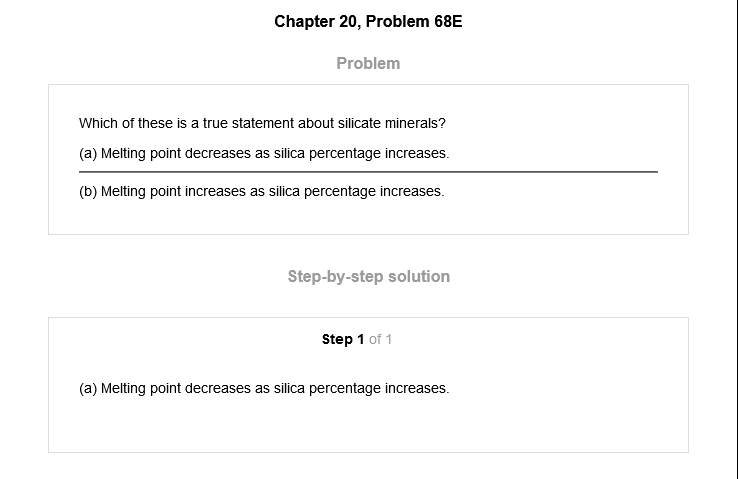 Chapter 20, Problem 68E
Problem
Which of these is a true statement about silicate minerals?
(a) Melting point decreases as silica percentage increases.
(b) Melting point increases as silica percentage increases.
Step-by-step solution
Step 1 of 1
(a) Melting point decreases as silica percentage increases.